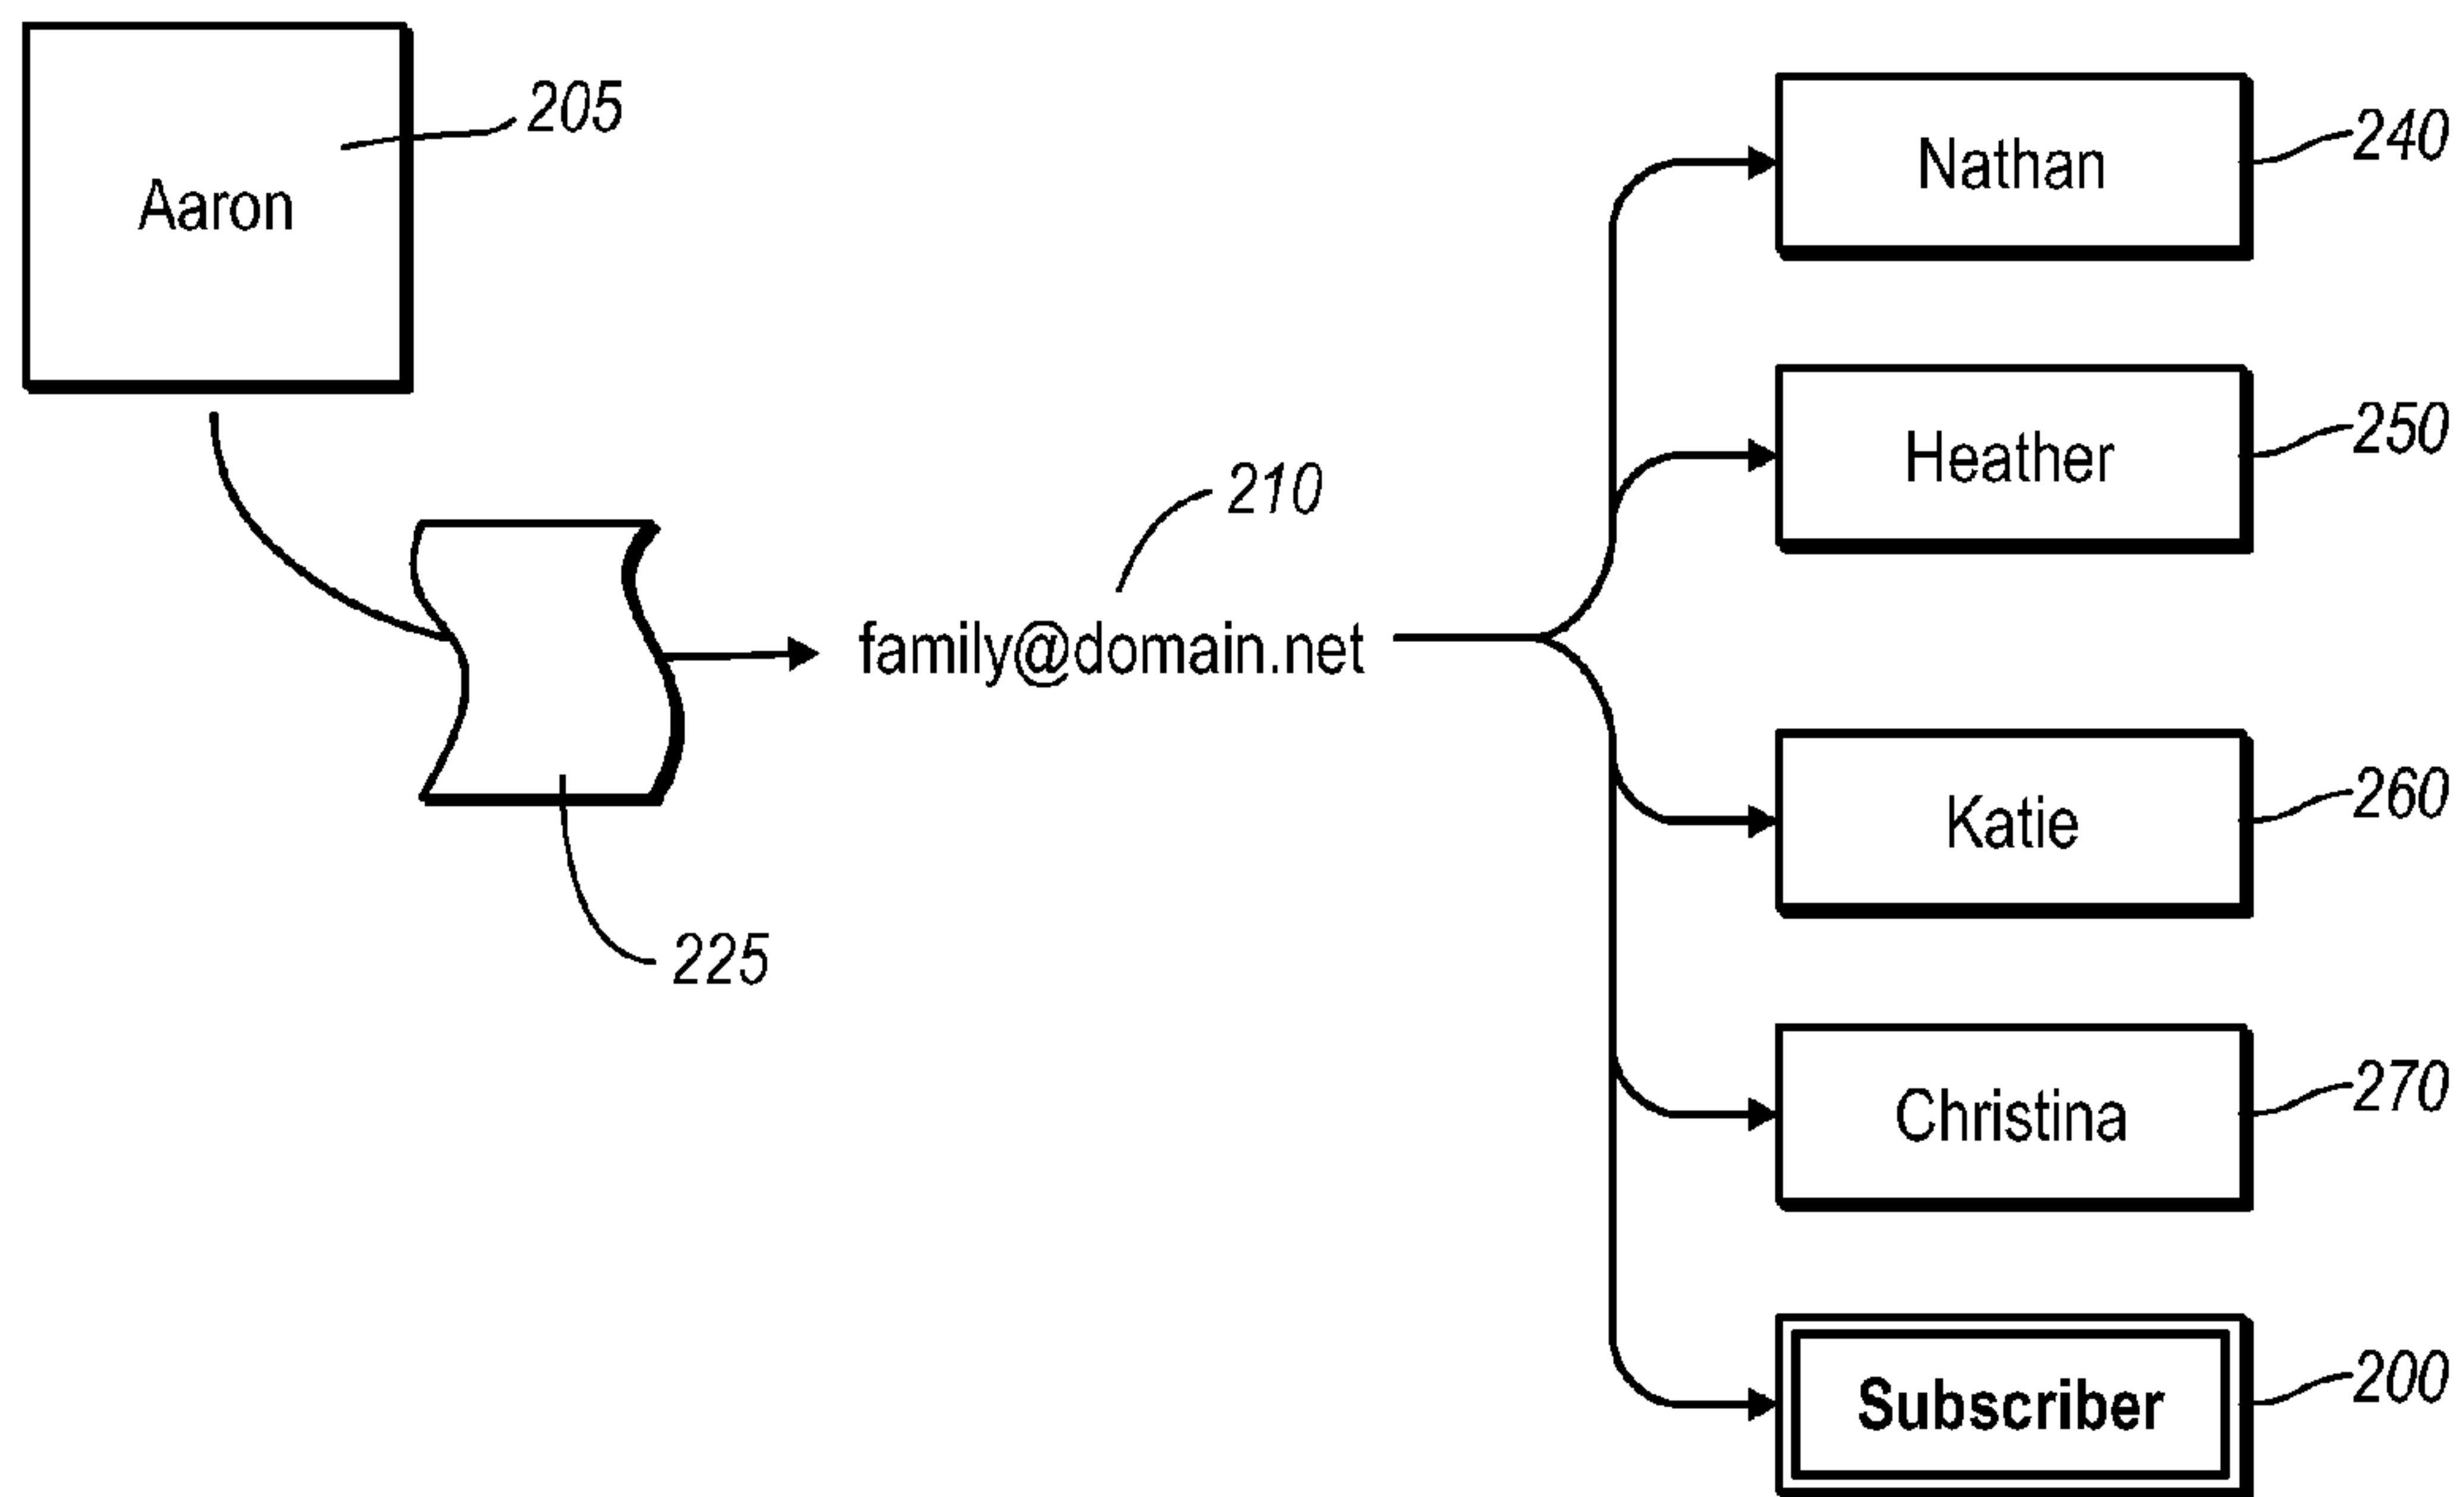 205
Aaron
Nathan
240
Heather
250
210
family@domain.net
Katie
260
225
Christina
270
Subscriber
200